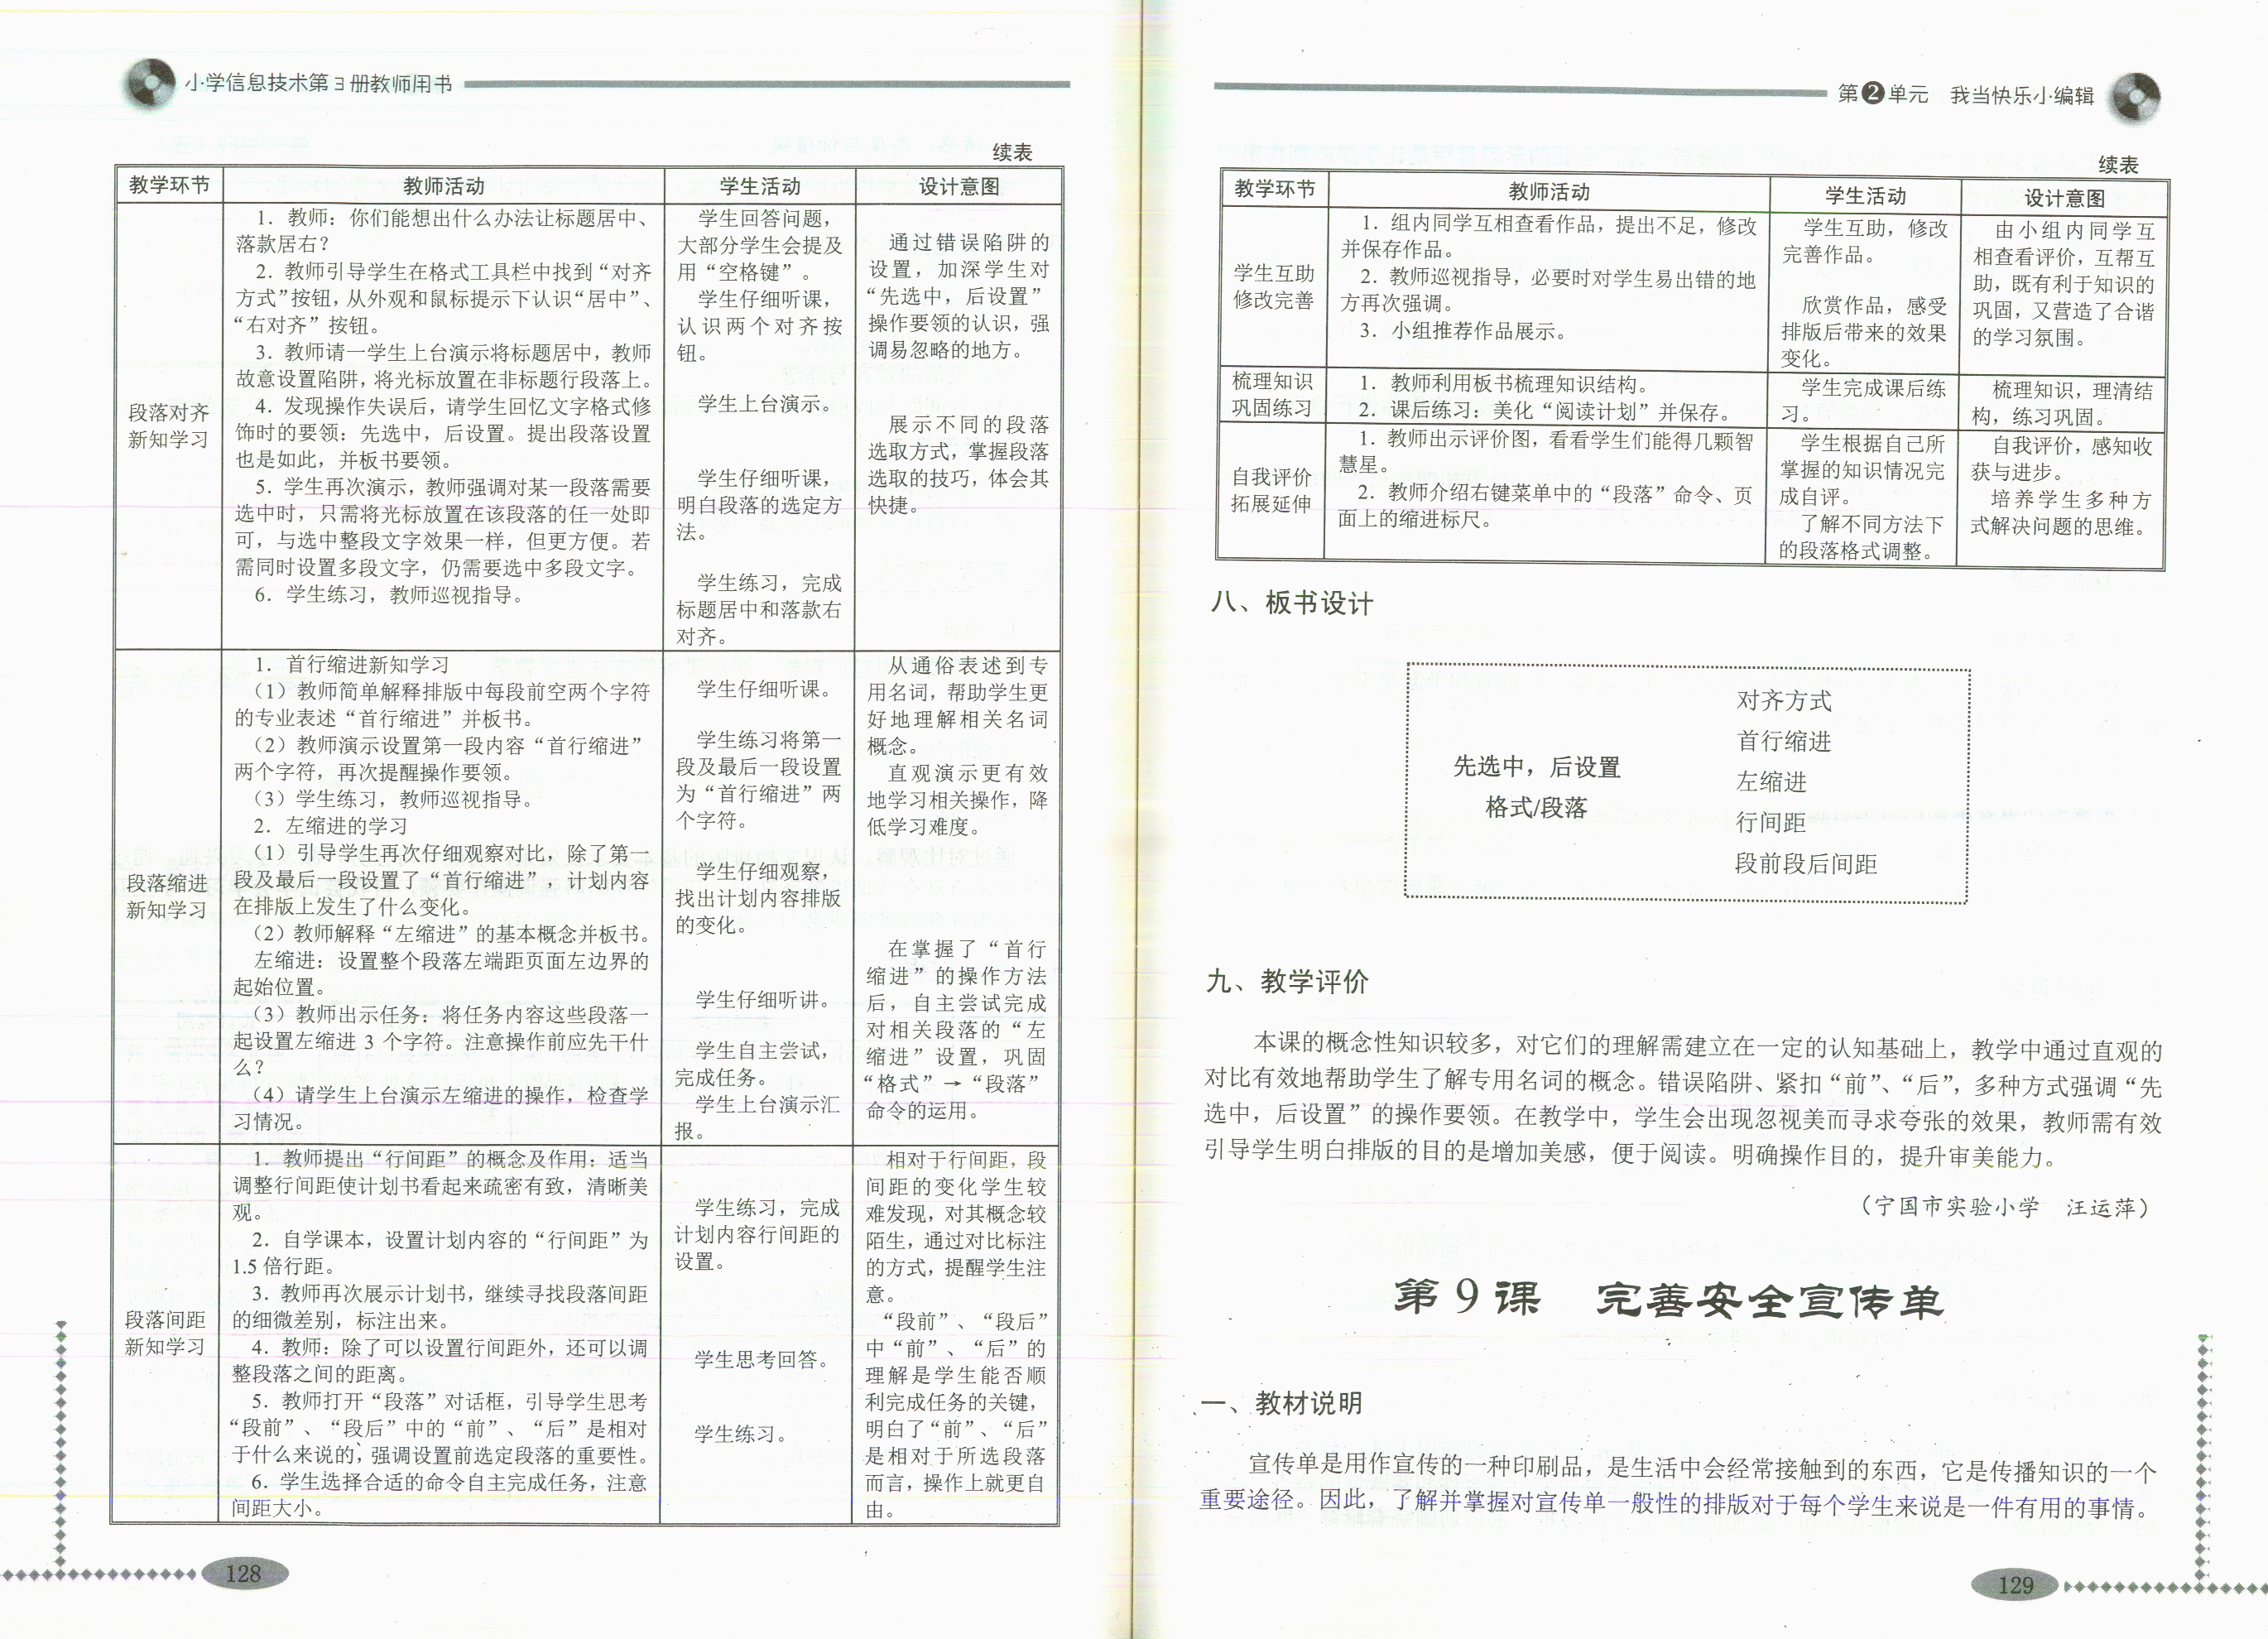 小学信息技术第3册教师用书
续表
教学环节
教师活动
学生活动
设计意图
段落对齐
新知学习
1．教师：你们能想出什么办法让标题居中、
落款居右？
2．教师引导学生在格式工具栏中找到“对齐
方式”按钮，从外观和鼠标提示下认识“居中”、
“右对齐”按钮。
3．教师请一学生上台演示将标题居中，教师
故意设置陷阱，将光标放置在非标题行段落上。
4．发现操作失误后，请学生回忆文字格式修
饰时的要领：先选中，后设置。提出段落设置
也是如此，并板书要领。
5．学生再次演示，教师强调对某一段落需要
选中时，只需将光标放置在该段落的任一处即
可，与选中整段文字效果一样，但更方便。若
需同时设置多段文字，仍需要选中多段文字。
6．学生练习，教师巡视指导。
学生回答问题，
大部分学生会提及
用“空格键”。
学生仔细听课，
认识两个对齐按
钮。
学生上台演示。
学生仔细听课，
明白段落的选定方
法。
学生练习，完成
标题居中和落款右
对齐。
通过错误陷阱的
设置，加深学生对
“先选中，后设置”
操作要领的认识，强
调易忽略的地方。
展示不同的段落
选取方式，掌握段落
选取的技巧，体会其
快捷。
段落缩进
新知学习
1．首行缩进新知学习
（1）教师简单解释排版中每段前空两个字符
的专业表述“首行缩进”并板书。
（2）教师演示设置第一段内容“首行缩进”
两个字符，再次提醒操作要领。
（3）学生练习，教师巡视指导。
2．左缩进的学习
（1）引导学生再次仔细观察对比，除了第一
段及最后一段设置了“首行缩进”，计划内容
在排版上发生了什么变化。
（2）教师解释“左缩进”的基本概念并板书。
左缩进：设置整个段落左端距页面左边界的
起始位置。
（3）教师出示任务：将任务内容这些段落一
起设置左缩进 3 个字符。注意操作前应先干什
么？
（4）请学生上台演示左缩进的操作，检查学
习情况。
学生仔细听课。
学生练习将第一
段及最后一段设置
为“首行缩进”两
个字符。
学生仔细观察，
找出计划内容排版
的变化。
学生仔细听讲。
学生自主尝试，
完成任务。
学生上台演示汇
报。
从通俗表述到专
用名词，帮助学生更
好地理解相关名词
概念。
直观演示更有效
地学习相关操作，降
低学习难度。
在掌握了“首行
缩进”的操作方法
后，自主尝试完成
对相关段落的“左
缩进”设置，巩固
“格式”→“段落”
命令的运用。
段落间距
新知学习
1．教师提出“行间距”的概念及作用：适当
调整行间距使计划书看起来疏密有致，清晰美
观。
2．自学课本，设置计划内容的“行间距”为
1.5 倍行距。
3．教师再次展示计划书，继续寻找段落间距
的细微差别，标注出来。
4．教师：除了可以设置行间距外，还可以调
整段落之间的距离。
5．教师打开“段落”对话框，引导学生思考
“段前”、“段后”中的“前”、“后”是相对
于什么来说的，强调设置前选定段落的重要性。
6．学生选择合适的命令自主完成任务，注意
间距大小。
学生练习，完成
计划内容行间距的
设置。
学生思考回答。
学生练习。
相对于行间距，段
间距的变化学生较
难发现，对其概念较
陌生，通过对比标注
的方式，提醒学生注
意。
“段前”、“段后”
中“前”、“后”的
理解是学生能否顺
利完成任务的关键，
明白了“前”、“后”
是相对于所选段落
而言，操作上就更自
由。
128
第2单元 我当快乐小编辑
续表
教学环节
教师活动
学生活动
设计意图
学生互助
修改完善
1．组内同学互相查看作品，提出不足，修改
并保存作品。
2．教师巡视指导，必要时对学生易出错的地
方再次强调。
3．小组推荐作品展示。
学生互助，修改
完善作品。
欣赏作品，感受
排版后带来的效果
变化。
由小组内同学互
相查看评价，互帮互
助，既有利于知识的
巩固，又营造了合谐
的学习氛围。
梳理知识
巩固练习
1．教师利用板书梳理知识结构。
2．课后练习：美化“阅读计划”并保存。
学生完成课后练
习。
梳理知识，理清结
构，练习巩固。
自我评价
拓展延伸
1．教师出示评价图，看看学生们能得几颗智
慧星。
2．教师介绍右键菜单中的“段落”命令、页
面上的缩进标尺。
学生根据自己所
掌握的知识情况完
成自评。
了解不同方法下
的段落格式调整。
自我评价，感知收
获与进步。
培养学生多种方
式解决问题的思维。
八、板书设计
先选中，后设置
格式/段落
对齐方式
首行缩进
左缩进
行间距
段前段后间距
九、教学评价
本课的概念性知识较多，对它们的理解需建立在一定的认知基础上，教学中通过直观的
对比有效地帮助学生了解专用名词的概念。错误陷阱、紧扣“前”、“后”，多种方式强调“先
选中，后设置”的操作要领。在教学中，学生会出现忽视美而寻求夸张的效果，教师需有效
引导学生明白排版的目的是增加美感，便于阅读。明确操作目的，提升审美能力。
（宁国市实验小学 汪运萍）
第 9 课 完善安全宣传单
一、教材说明
宣传单是用作宣传的一种印刷品，是生活中会经常接触到的东西，它是传播知识的一个
重要途径。因此，了解并掌握对宣传单一般性的排版对于每个学生来说是一件有用的事情。
129